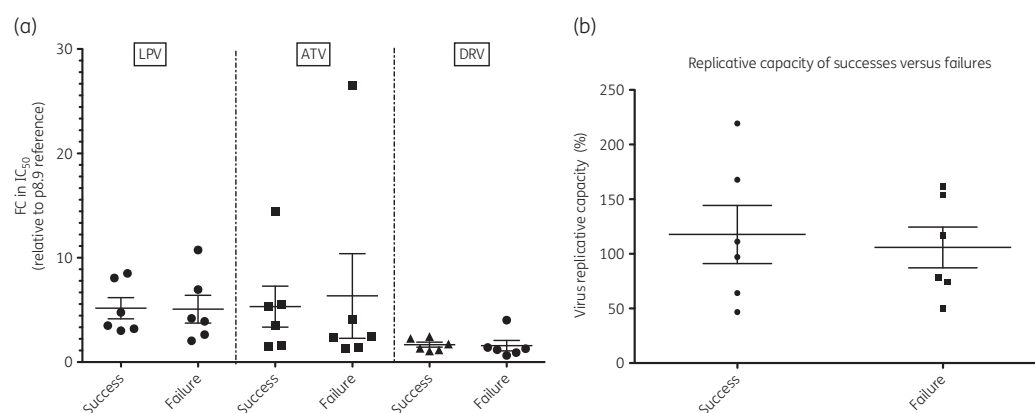 (a)
LPV
ATV
DRV
FC in IC50
(relative to p8.9 reference)
30
20
10
0
Success
Failure
Success
Failure
Success
Failure
(b)
Replicative capacity of successes versus failures
Virus replicative capacity (%)
250
200
150
100
50
0
Success
Failure